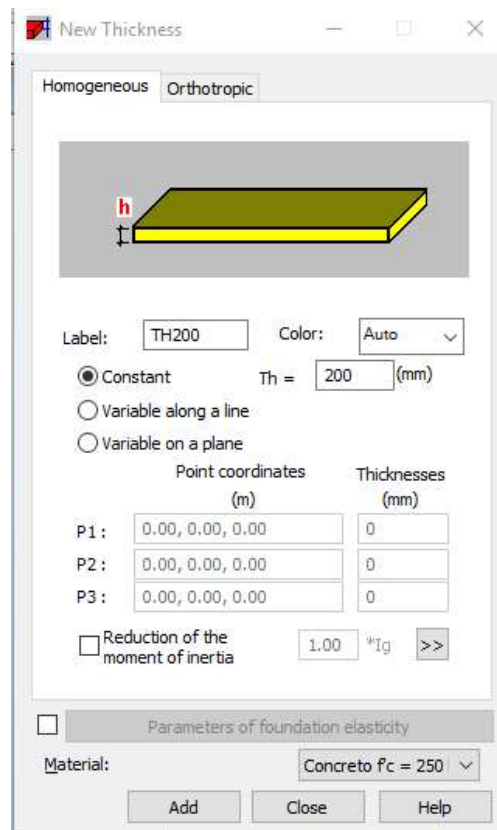 New Thickness
Homogeneous Orthotropic
h
Label: TH200 Color: Auto
Constant Th = 200 (mm)
Variable along a line
Variable on a plane
Point coordinates Thicknesses
(m) (mm)
P1: 0.00, 0.00, 0.00 0
P2: 0.00, 0.00, 0.00 0
P3: 0.00, 0.00, 0.00 0
Reduction of the
moment of inertia 1.00 *Ig >>
Parameters of foundation elasticity
Material: Concreto f'c = 250
Add Close Help